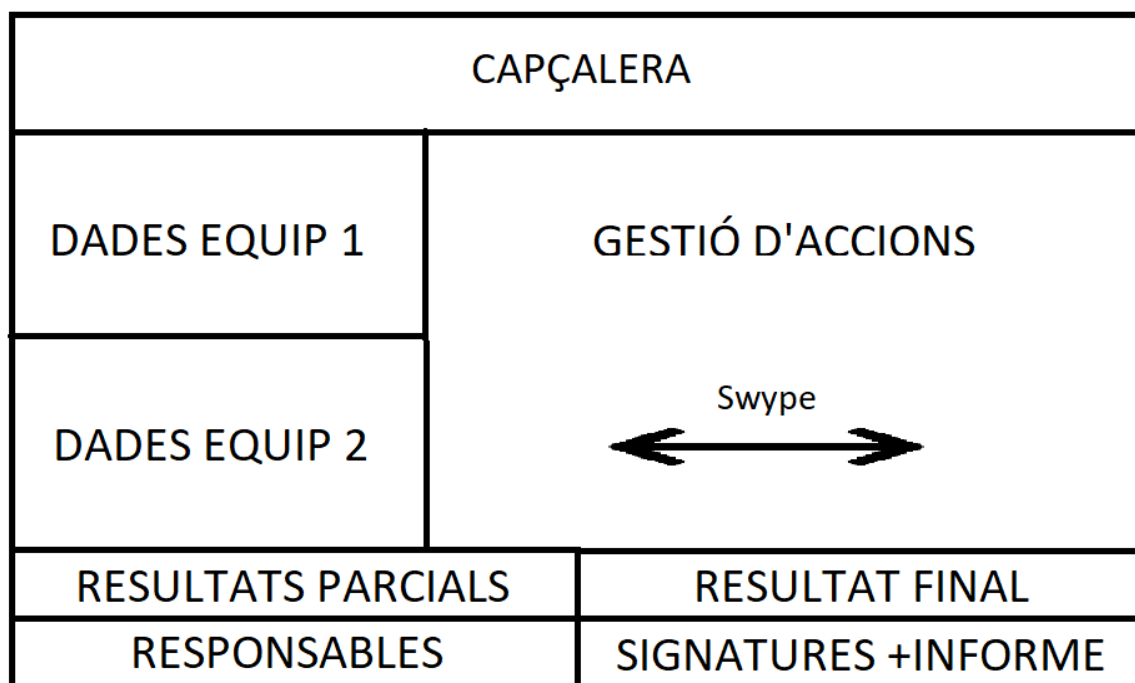 CAPÇALERA
DADES EQUIP 1
GESTIÓ D'ACCIONS
DADES EQUIP 2
Swype
RESULTATS PARCIALS
RESULTAT FINAL
RESPONSABLES
SIGNATURES +INFORME